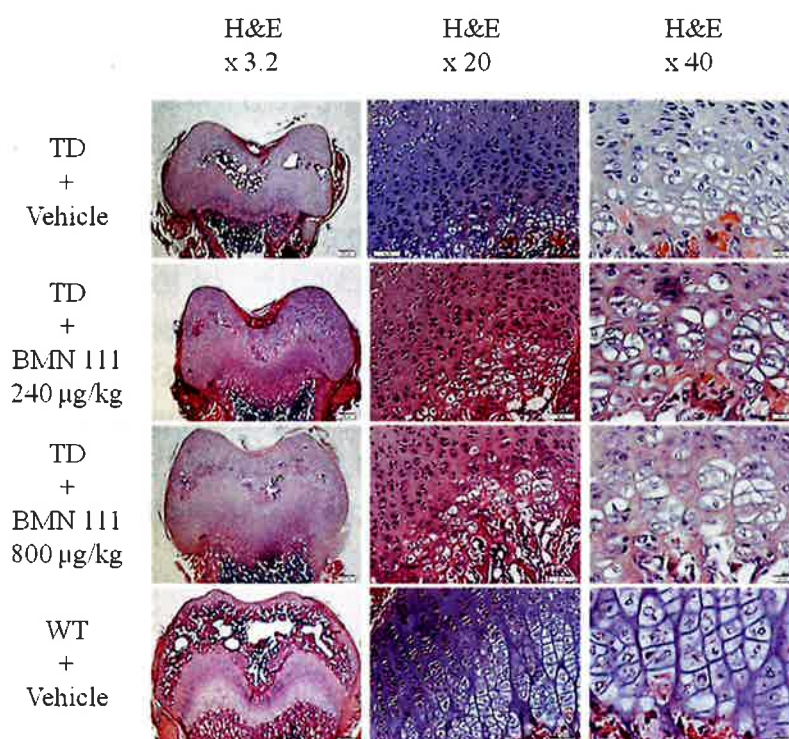 H&E H&E H&E
x 3.2 x 20 x 40
TD
+
Vehicle
TD
+
BMN 111
240 µg/kg
TD
+
BMN 111
800 µg/kg
WT
+
Vehicle